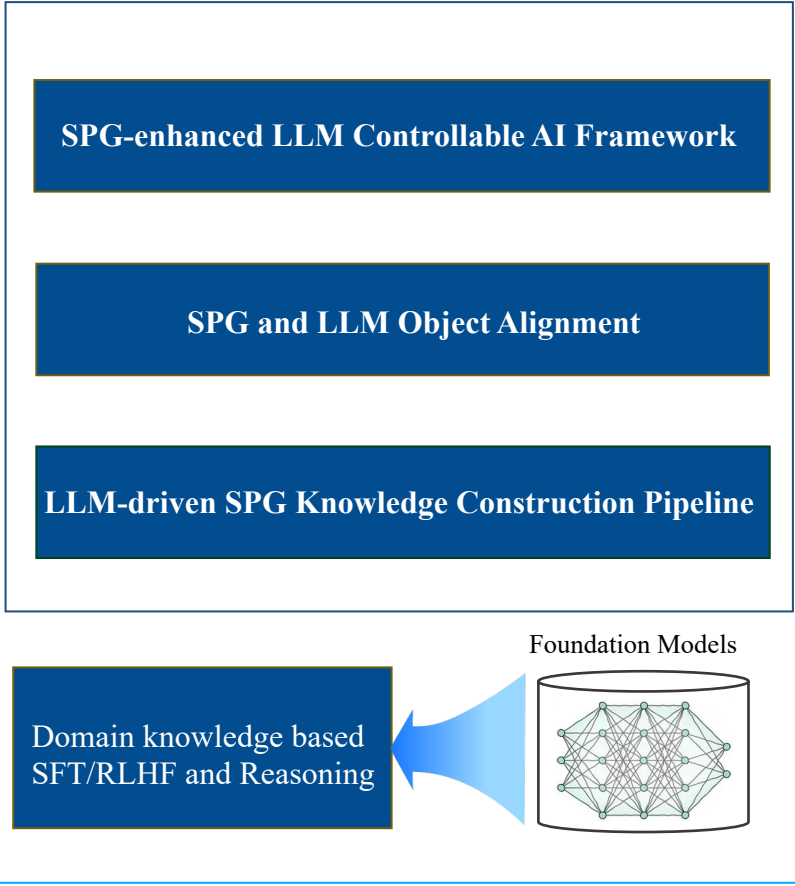 SPG-enhanced LLM Controllable AI Framework
SPG and LLM Object Alignment
LLM-driven SPG Knowledge Construction Pipeline
Foundation Models
Domain knowledge based
SFT/RLHF and Reasoning